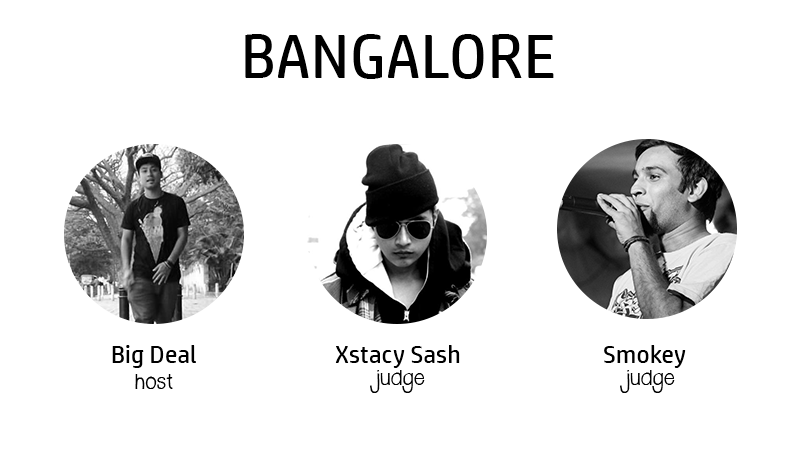 BANGALORE
Big Deal
host
Xstacy Sash
judge
Smokey
judge